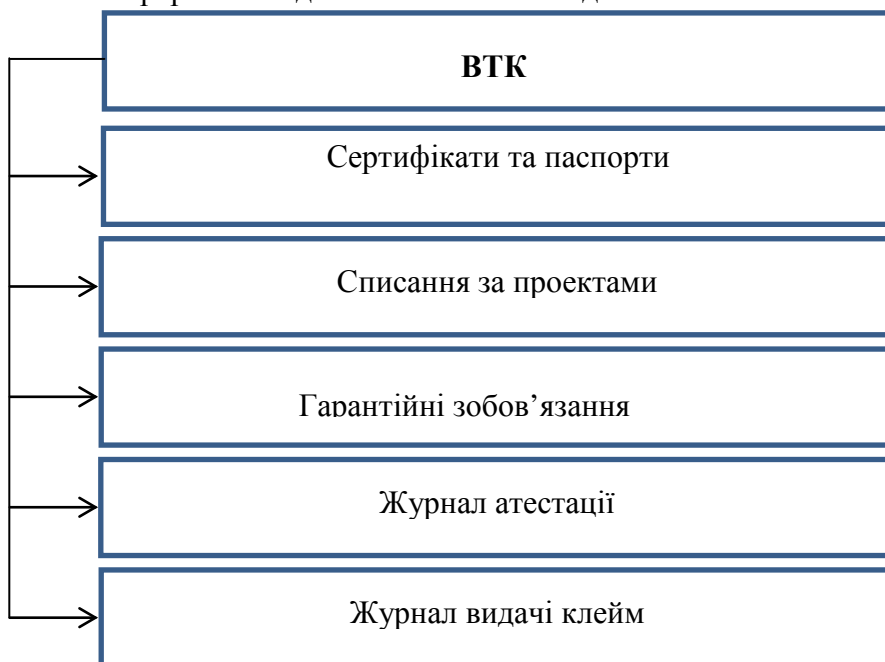 ВТК
Сертифікати та паспорти
Списання за проектами
Гарантійні зобов’язання
Журнал атестації
Журнал видачі клейм